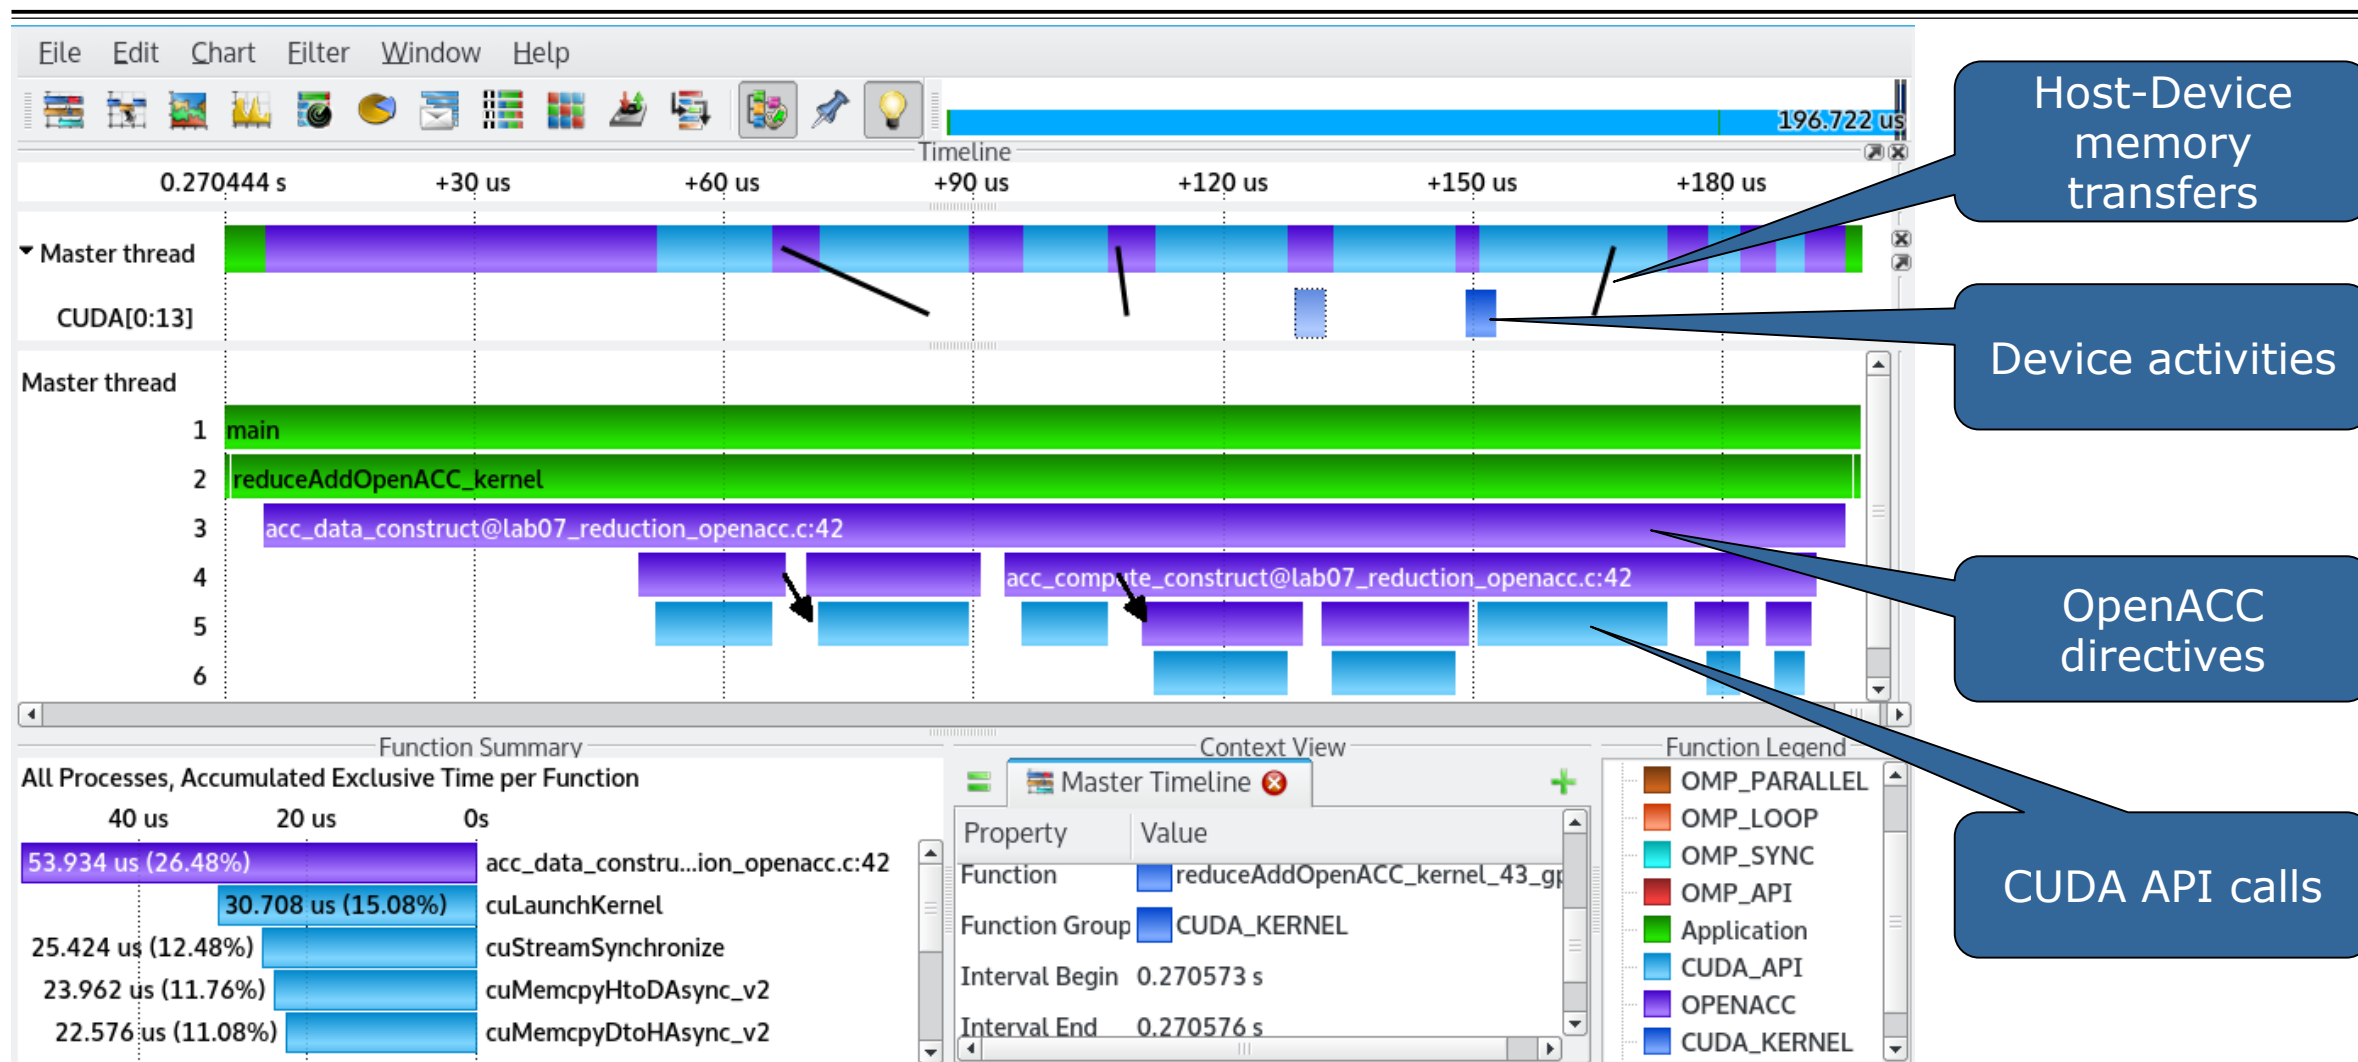 File Edit Chart Filter Window Help
196.722 us
Timeline
0.270444 s +30 us +60 us +90 us +120 us +150 us +180 us
Master thread
CUDA[0:13]
Master thread
1 main
2 reduceAddOpenACC_kernel
3 acc_data_construct@lab07_reduction_openacc.c:42
4 acc_compute_construct@lab07_reduction_openacc.c:42
5
6
Host-Device
memory
transfers
Device activities
OpenACC
directives
CUDA API calls
Function Summary
All Processes, Accumulated Exclusive Time per Function
40 us 20 us 0s
53.934 us (26.48%) acc_data_constru...ion_openacc.c:42
30.708 us (15.08%) cuLaunchKernel
25.424 us (12.48%) cuStreamSynchronize
23.962 us (11.76%) cuMemcpyHtoDAsync_v2
22.576 us (11.08%) cuMemcpyDtoHAsync_v2
Context View
Master Timeline
Property Value
Function reduceAddOpenACC_kernel_43_gp
Function Group CUDA_KERNEL
Interval Begin 0.270573 s
Interval End 0.270576 s
Function Legend
OMP_PARALLEL
OMP_LOOP
OMP_SYNC
OMP_API
Application
CUDA_API
OPENACC
CUDA_KERNEL